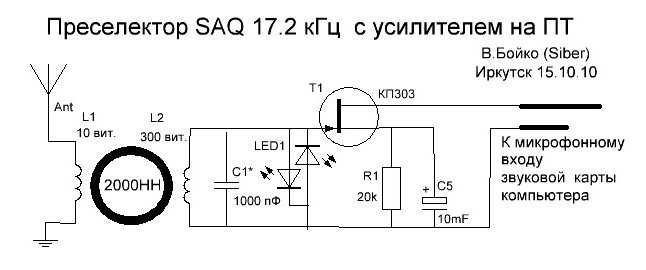 Преселектор SAQ 17.2 кГц с усилителем на ПТ
В.Бойко (Siber)
Иркутск 15.10.10
T1
КП303
Ant
L1
10 вит.
L2
300 вит.
LED1
2000НН
C1*
1000 пФ
R1
20k
+
C5
10mF
К микрофонному
входу
звуковой карты
компьютера